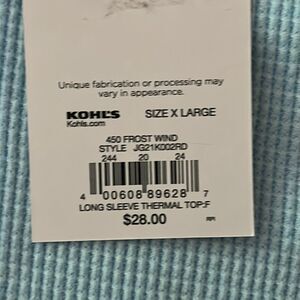 Unique fabrication or processing may
vary in appearance.
KOHL'S SIZE X LARGE
Kohls.com
450 FROST WIND
STYLE JG21K002RD
244 20 24
4 00608 89628 7
LONG SLEEVE THERMAL TOP:F
$28.00 RPI